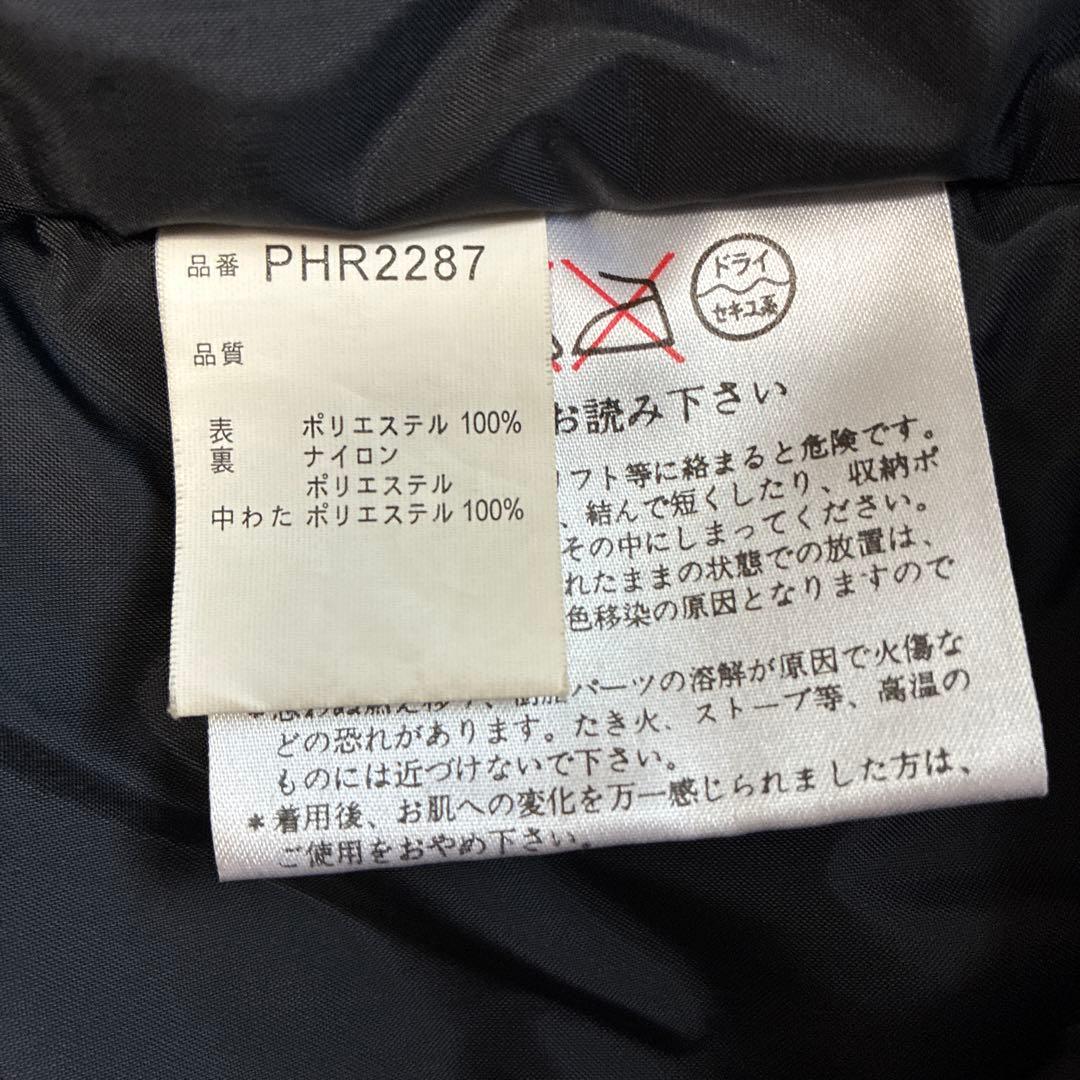 品番 PHR2287
品質
表 ポリエステル 100%
裏 ナイロン
ポリエステル
中わた ポリエステル 100%
ドライ
セキユ系
お読み下さい
リフト等に絡まると危険です。
、結んで短くしたり、収納ポ
その中にしまってください。
れたままの状態での放置は、
色移染の原因となりますので
パーツの溶解が原因で火傷な
どの恐れがあります。たき火、ストーブ等、高温の
ものには近づけないで下さい。
*着用後、お肌への変化を万一感じられました方は、
ご使用をおやめ下さい。